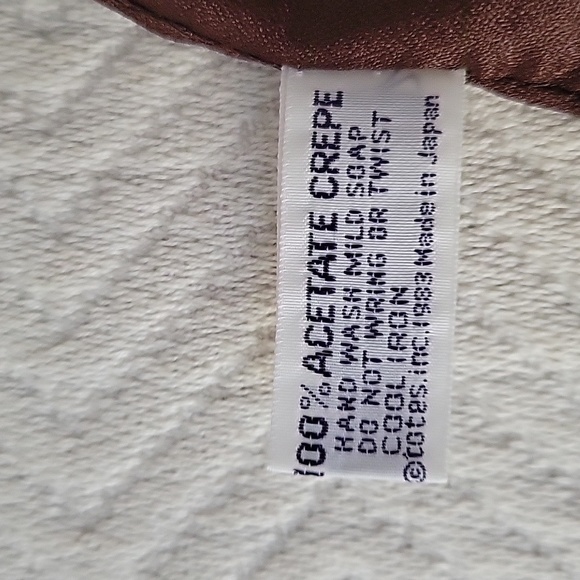 100% ACETATE CREPE
HAND WASH MILD SOAP
DO NOT WRING OR TWIST
COOL IRON
©totes.inc.1983 Made in Japan